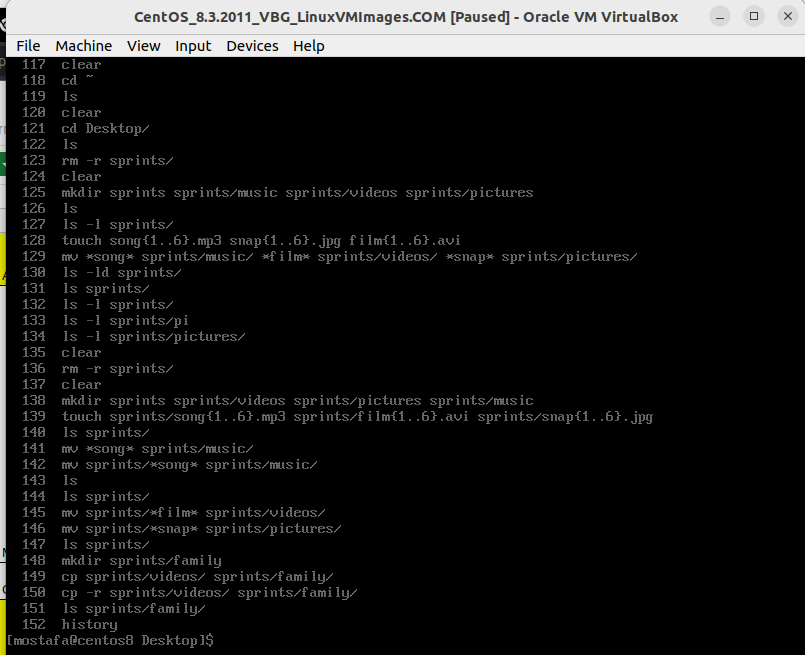 CentOS_8.3.2011_VBG_LinuxVMImages.COM [Paused] - Oracle VM VirtualBox
File Machine View Input Devices Help
117 clear
118 cd ~
119 ls
120 clear
121 cd Desktop/
122 ls
123 rm -r sprints/
124 clear
125 mkdir sprints sprints/music sprints/videos sprints/pictures
126 ls
127 ls -l sprints/
128 touch song{1..6}.mp3 snap{1..6}.jpg film{1..6}.avi
129 mv *song* sprints/music/ *film* sprints/videos/ *snap* sprints/pictures/
130 ls -ld sprints/
131 ls sprints/
132 ls -l sprints/
133 ls -l sprints/pi
134 ls -l sprints/pictures/
135 clear
136 rm -r sprints/
137 clear
138 mkdir sprints sprints/videos sprints/pictures sprints/music
139 touch sprints/song{1..6}.mp3 sprints/film{1..6}.avi sprints/snap{1..6}.jpg
140 ls sprints/
141 mv *song* sprints/music/
142 mv sprints/*song* sprints/music/
143 ls
144 ls sprints/
145 mv sprints/*film* sprints/videos/
146 mv sprints/*snap* sprints/pictures/
147 ls sprints/
148 mkdir sprints/family
149 cp sprints/videos/ sprints/family/
150 cp -r sprints/videos/ sprints/family/
151 ls sprints/family/
152 history
[mostafa@centos8 Desktop]$